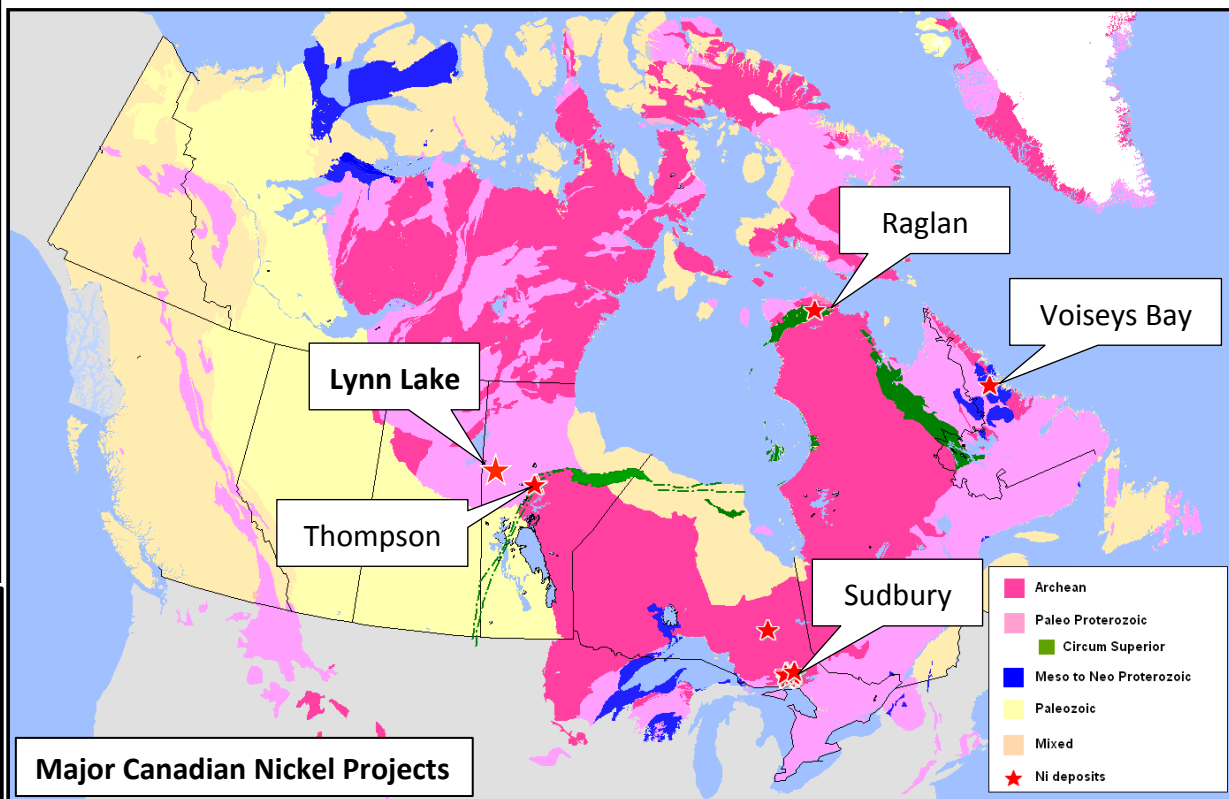 Raglan
Voiseys Bay
Lynn Lake
Thompson
Sudbury
Archean
Paleo Proterozoic
Circum Superior
Meso to Neo Proterozoic
Paleozoic
Mixed
Ni deposits
Major Canadian Nickel Projects